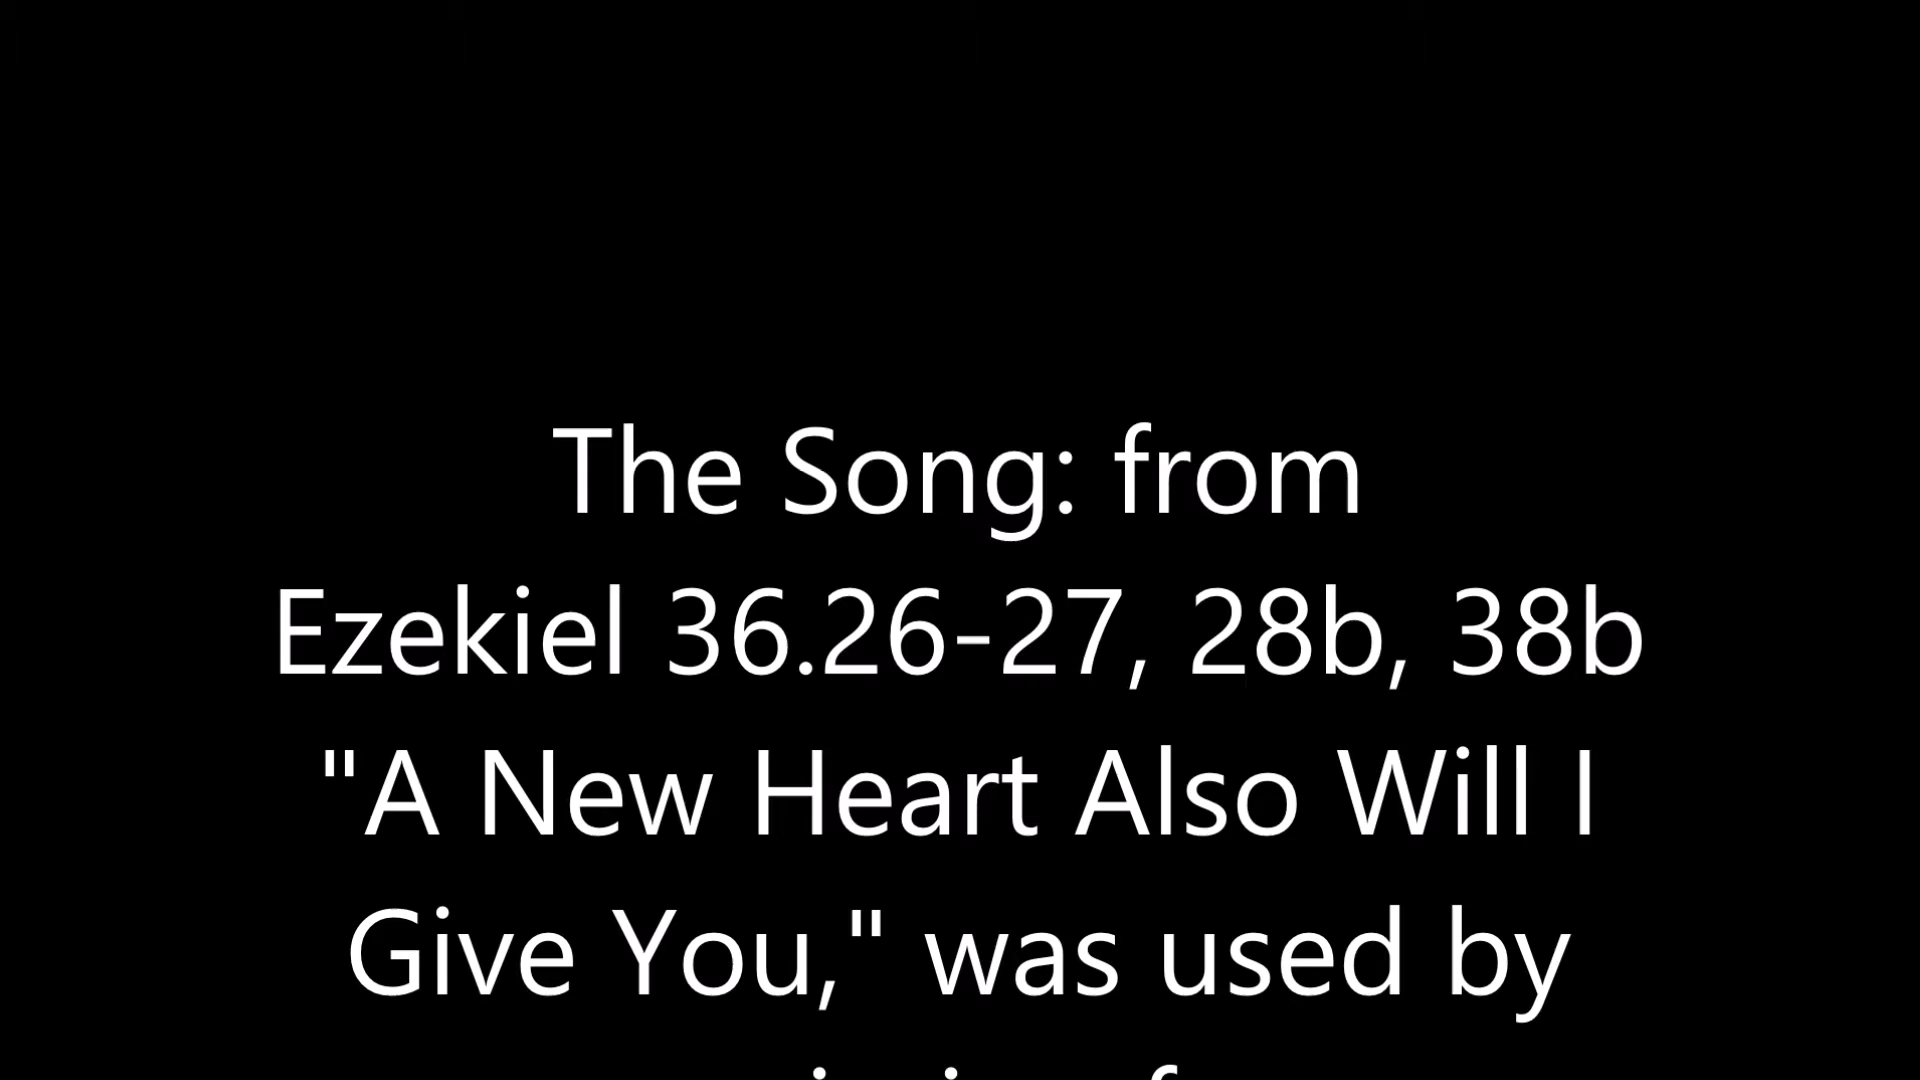 The Song: from
Ezekiel 36.26-27, 28b, 38b
"A New Heart Also Will I
Give You," was used by